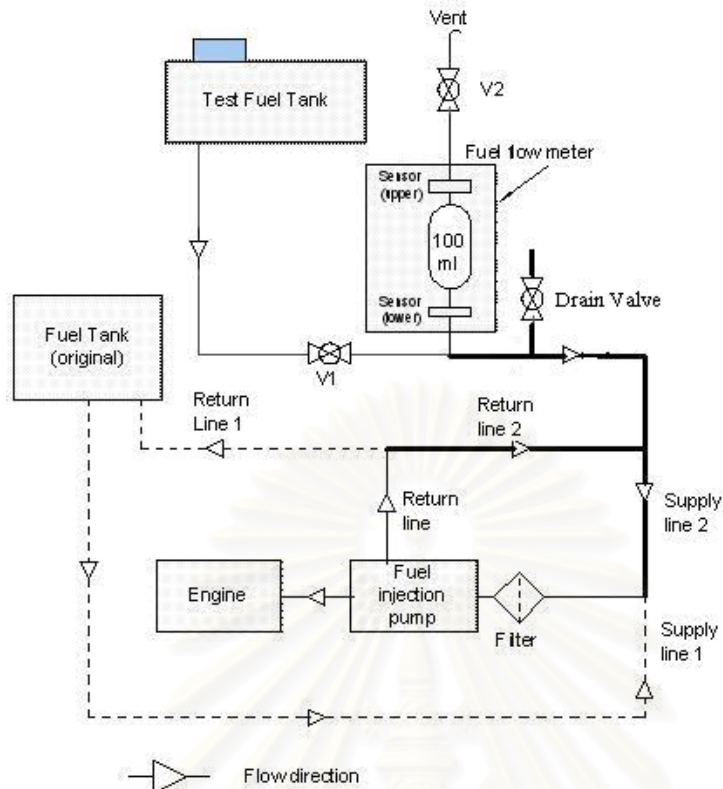 Vent
V2
Test Fuel Tank
Fuel flow meter
Sensor
(upper)
100
ml
Sensor
(lower)
Drain Valve
Fuel Tank
(original)
V1
Return
Line 1
Return
line 2
Return
line
Supply
line 2
Engine
Fuel
injection
pump
Filter
Supply
line 1
Flow direction